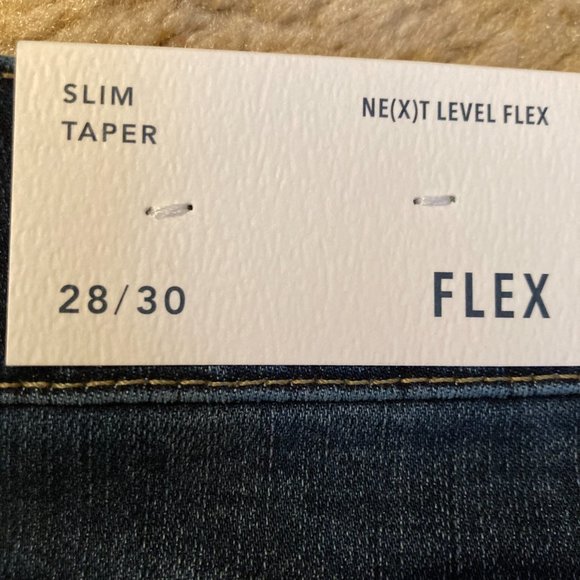 SLIM
TAPER
NE(X)T LEVEL FLEX
28/30
FLEX